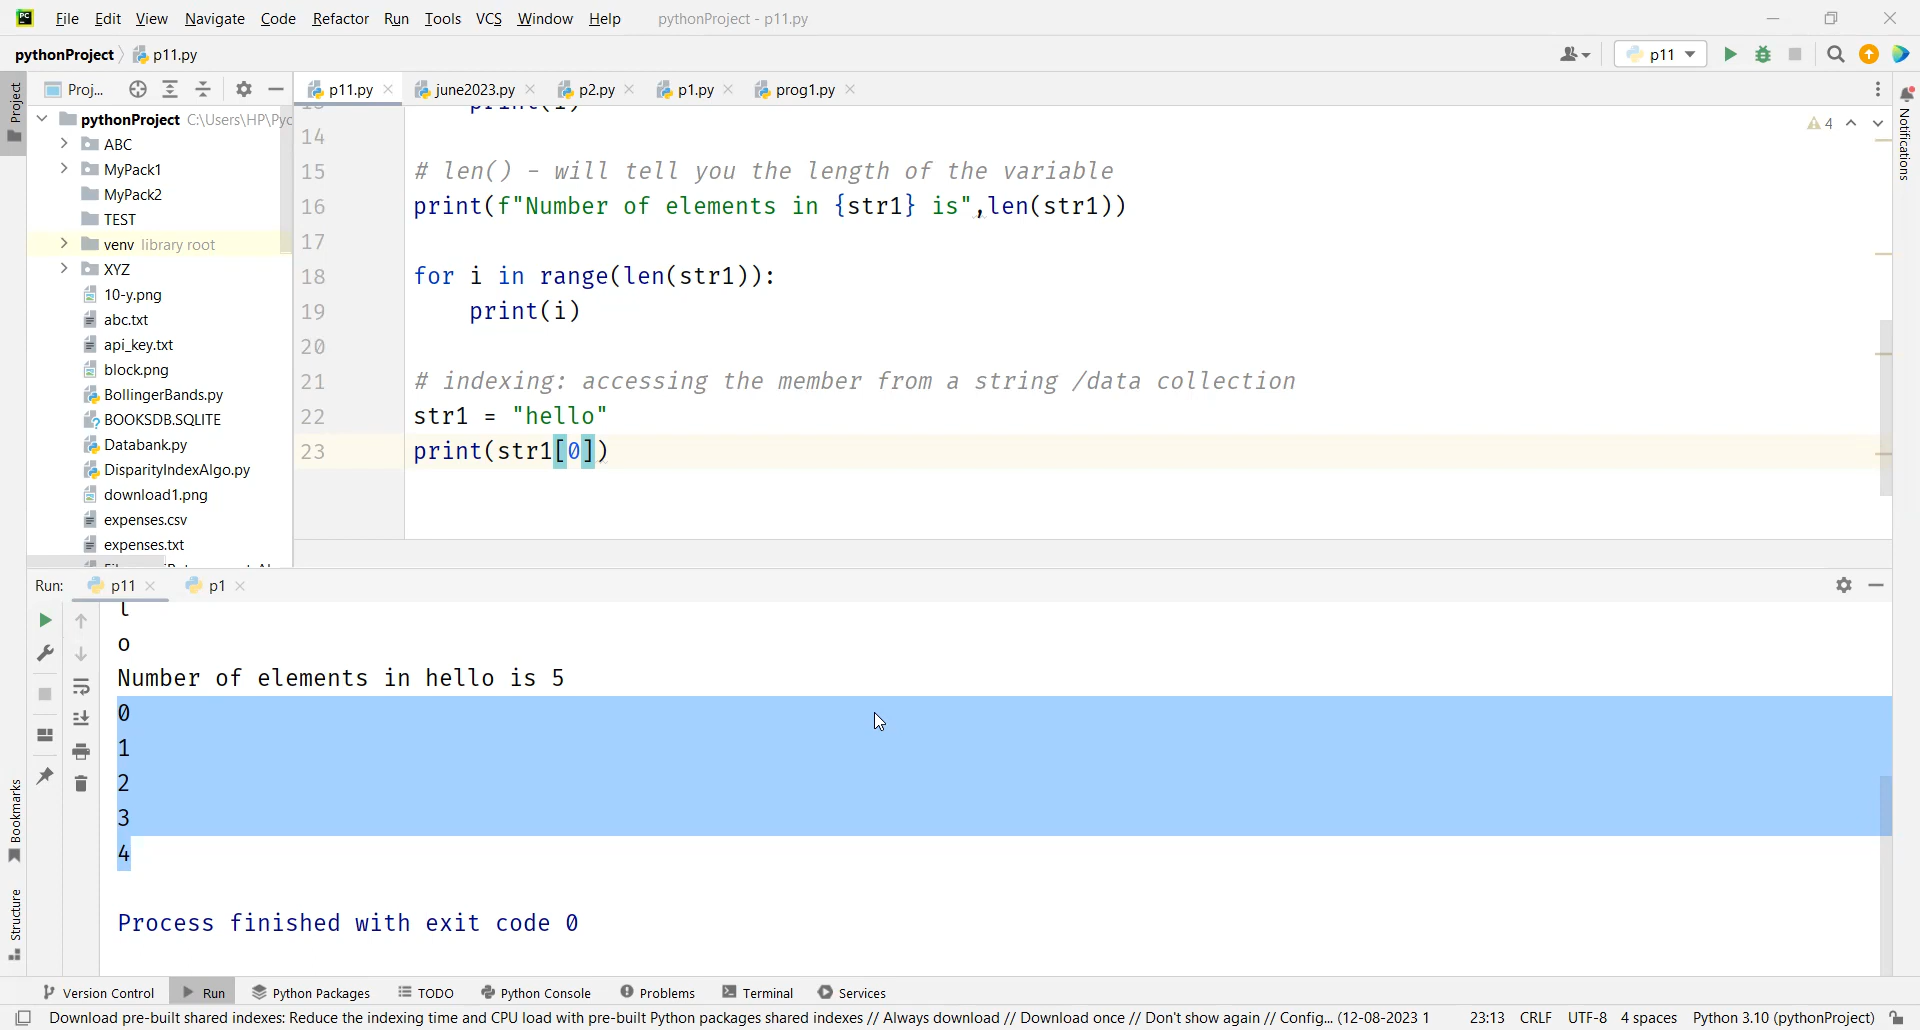 File Edit View Navigate Code Refactor Run Tools VCS Window Help pythonProject - p11.py
pythonProject p11.py
p11
Project
Proj...
p11.py
june2023.py
p2.py
p1.py
prog1.py
Notifications
pythonProject C:\Users\HP\Pyc
ABC
MyPack1
MyPack2
TEST
venv library root
XYZ
10-y.png
abc.txt
api_key.txt
block.png
BollingerBands.py
BOOKSDB.SQLITE
Databank.py
DisparityIndexAlgo.py
download1.png
expenses.csv
expenses.txt
4
14
15 # len() - will tell you the length of the variable
16 print(f"Number of elements in {str1} is",len(str1))
17
18 for i in range(len(str1)):
19 print(i)
20
21 # indexing: accessing the member from a string /data collection
22 str1 = "hello"
23 print(str1[0])
Run: p11 p1
l
o
Number of elements in hello is 5
0
1
2
3
4
Process finished with exit code 0
Bookmarks
Structure
Version Control Run Python Packages TODO Python Console Problems Terminal Services
Download pre-built shared indexes: Reduce the indexing time and CPU load with pre-built Python packages shared indexes // Always download // Download once // Don't show again // Config... (12-08-2023 1 23:13 CRLF UTF-8 4 spaces Python 3.10 (pythonProject)